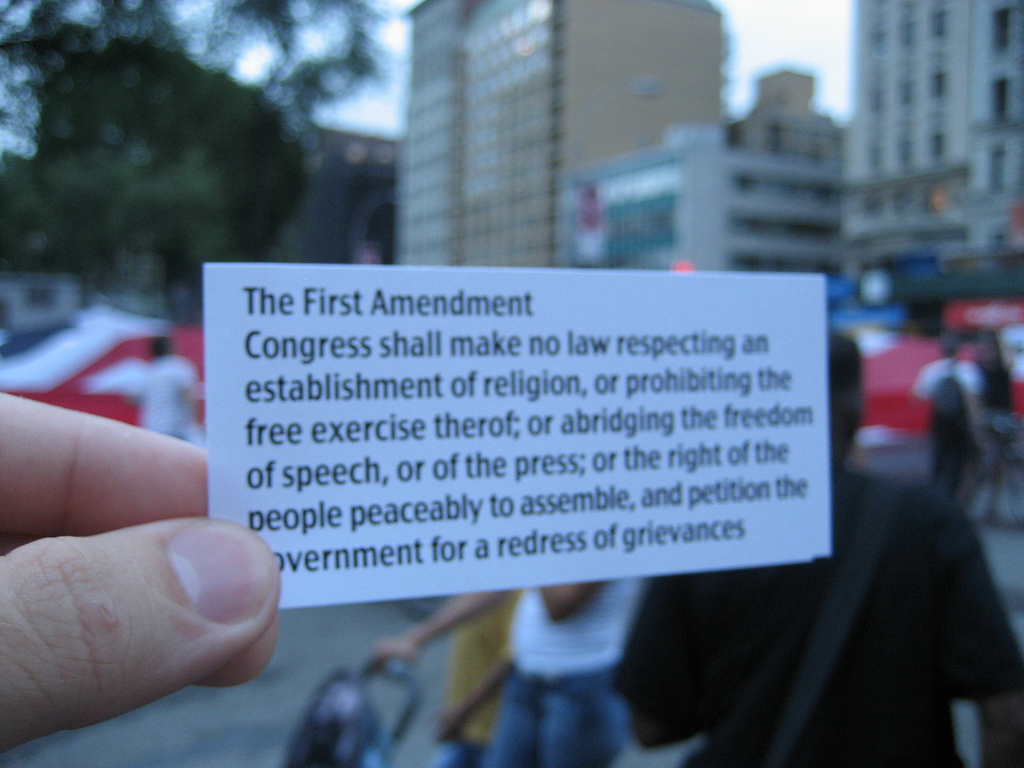 The First Amendment
Congress shall make no law respecting an
establishment of religion, or prohibiting the
free exercise therof; or abridging the freedom
of speech, or of the press; or the right of the
people peaceably to assemble, and petition the
overnment for a redress of grievances